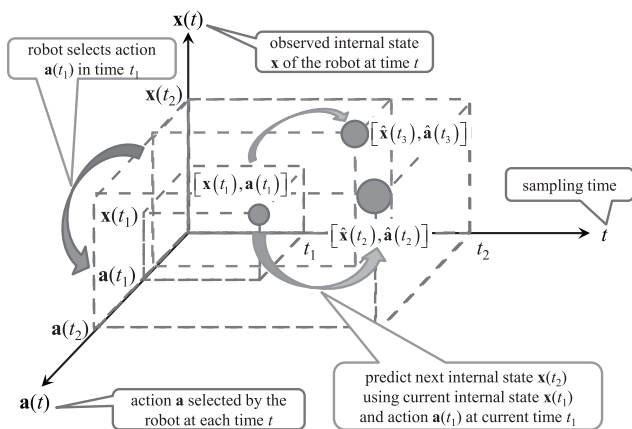 x(t)
robot selects action
a(t₁) in time t₁
observed internal state
x of the robot at time t
x(t₂)
[x̂(t₃), â(t₃)]
[x(t₁), a(t₁)]
sampling time
x(t₁)
[x̂(t₂), â(t₂)]
t₁
t₂
t
a(t₁)
a(t₂)
a(t)
action a selected by the
robot at each time t
predict next internal state x(t₂)
using current internal state x(t₁)
and action a(t₁) at current time t₁